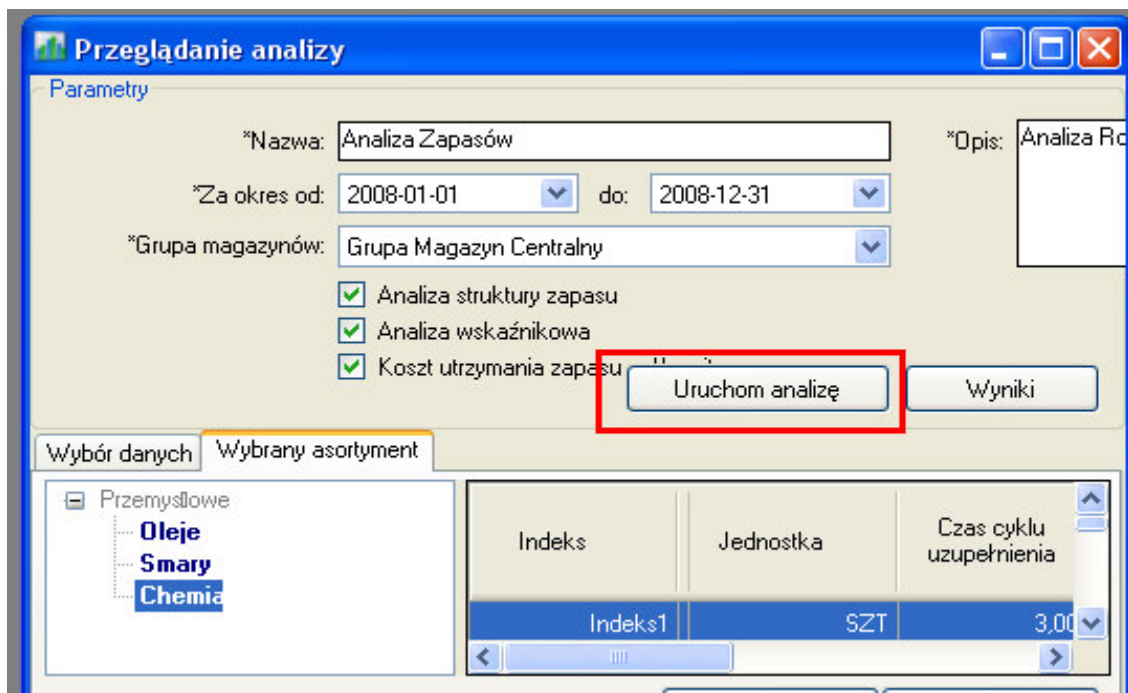 Przeglądanie analizy
Parametry
*Nazwa: Analiza Zapasów *Opis: Analiza Ro
*Za okres od: 2008-01-01 do: 2008-12-31
*Grupa magazynów: Grupa Magazyn Centralny
Analiza struktury zapasu
Analiza wskaźnikowa
Koszt utrzymania zapasu
Uruchom analizę Wyniki
Wybór danych Wybrany asortyment
Przemysłowe
Oleje
Smary
Chemia
Indeks Jednostka Czas cyklu
uzupełnienia
Indeks1 SZT 3,00